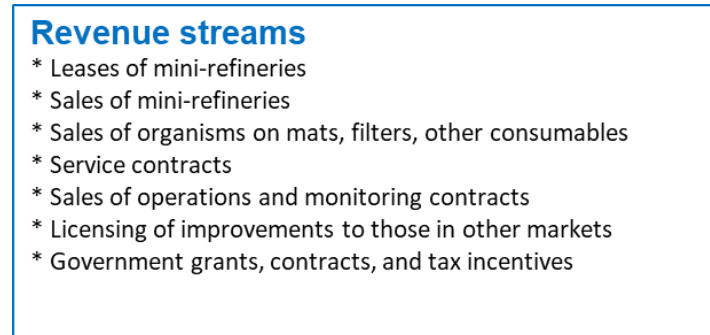 Revenue streams
* Leases of mini-refineries
* Sales of mini-refineries
* Sales of organisms on mats, filters, other consumables
* Service contracts
* Sales of operations and monitoring contracts
* Licensing of improvements to those in other markets
* Government grants, contracts, and tax incentives